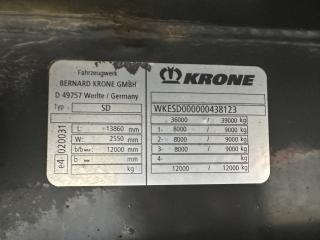 Fahrzeugwerk
BERNARD KRONE GMBH
D 49757 Werlte / Germany
Typ SD
e4 020031
L: 13860 mm
W: 2550 mm
b/b 12000 mm
b mm
kg
KRONE
WKESD000000438123
36000 / 39000 kg
1- 8000 / 9000 kg
2- 8000 / 9000 kg
3- 8000 / 9000 kg
4- kg
12000 / 12000 kg